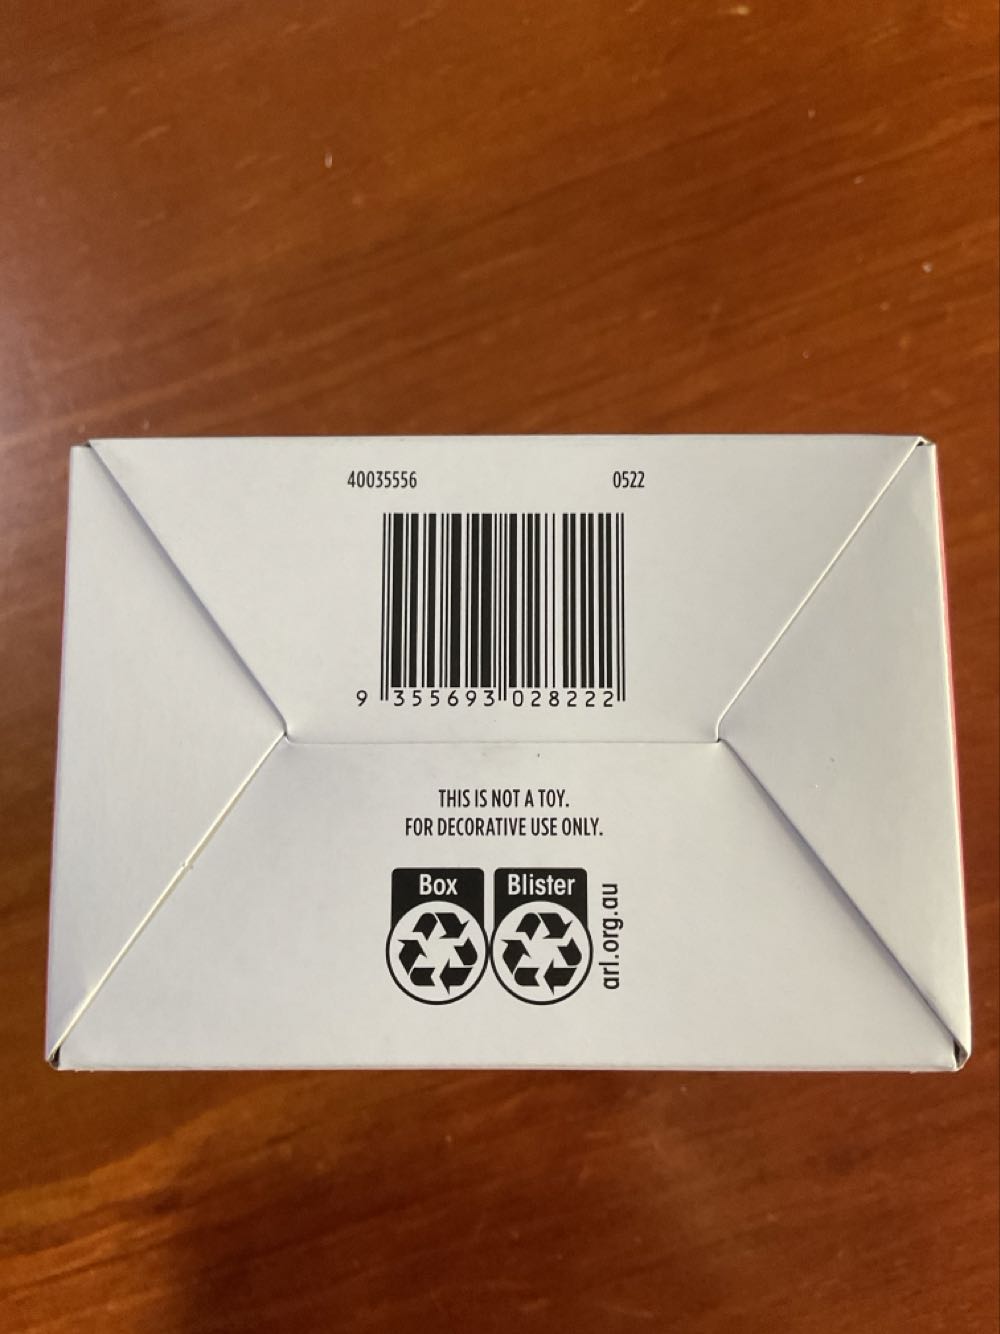 40035556 0522
9 355693 028222
THIS IS NOT A TOY.
FOR DECORATIVE USE ONLY.
Box Blister
arl.org.au